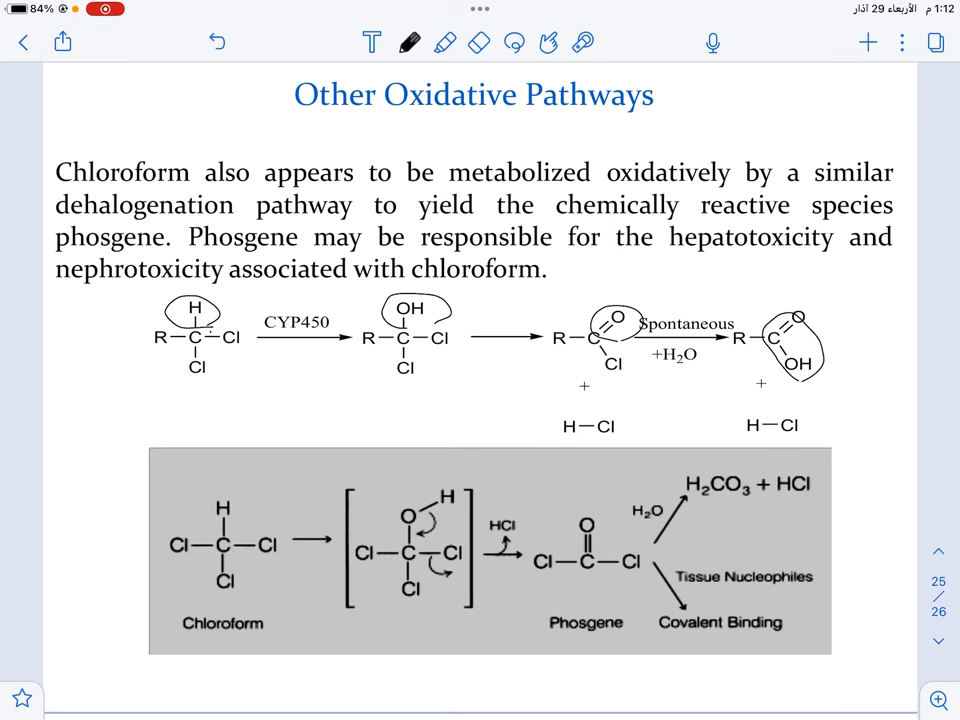 84%
1:12 م الأربعاء 29 آذار
Other Oxidative Pathways
Chloroform also appears to be metabolized oxidatively by a similar
dehalogenation pathway to yield the chemically reactive species
phosgene. Phosgene may be responsible for the hepatotoxicity and
nephrotoxicity associated with chloroform.
H OH O O
CYP450 Spontaneous
R—C—Cl R—C—Cl R—C R—C
+H₂O
Cl Cl Cl OH
+ +
H—Cl H—Cl
H₂CO₃ + HCl
H H
O HCl O H₂O
Cl—C—Cl Cl—C—Cl Cl—C—Cl
Cl Cl
Tissue Nucleophiles
Chloroform Phosgene Covalent Binding
25
/
26